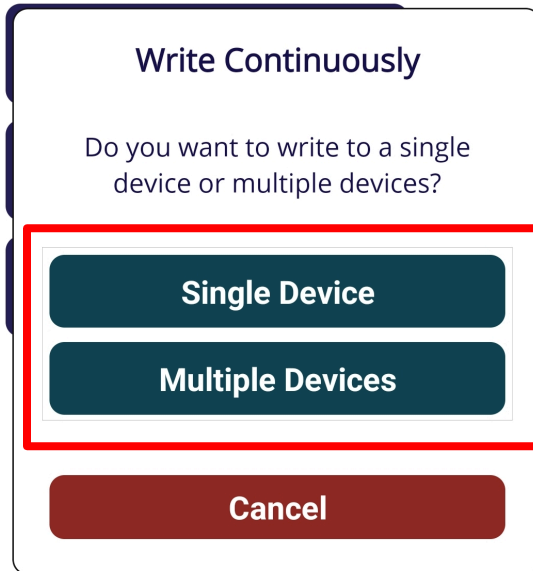 Write Continuously
Do you want to write to a single
device or multiple devices?
Single Device
Multiple Devices
Cancel